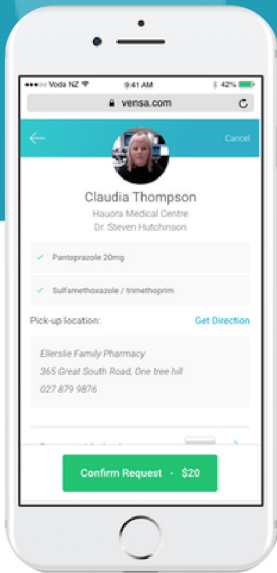 Voda NZ 9:41 AM 42%
vensa.com
Cancel
Claudia Thompson
Hauora Medical Centre
Dr. Steven Hutchinson
Pantoprazole 20mg
Sulfamethoxazole / trimethoprim
Pick-up location: Get Direction
Ellerslie Family Pharmacy
365 Great South Road, One tree hill
027 879 9876
Confirm Request - $20